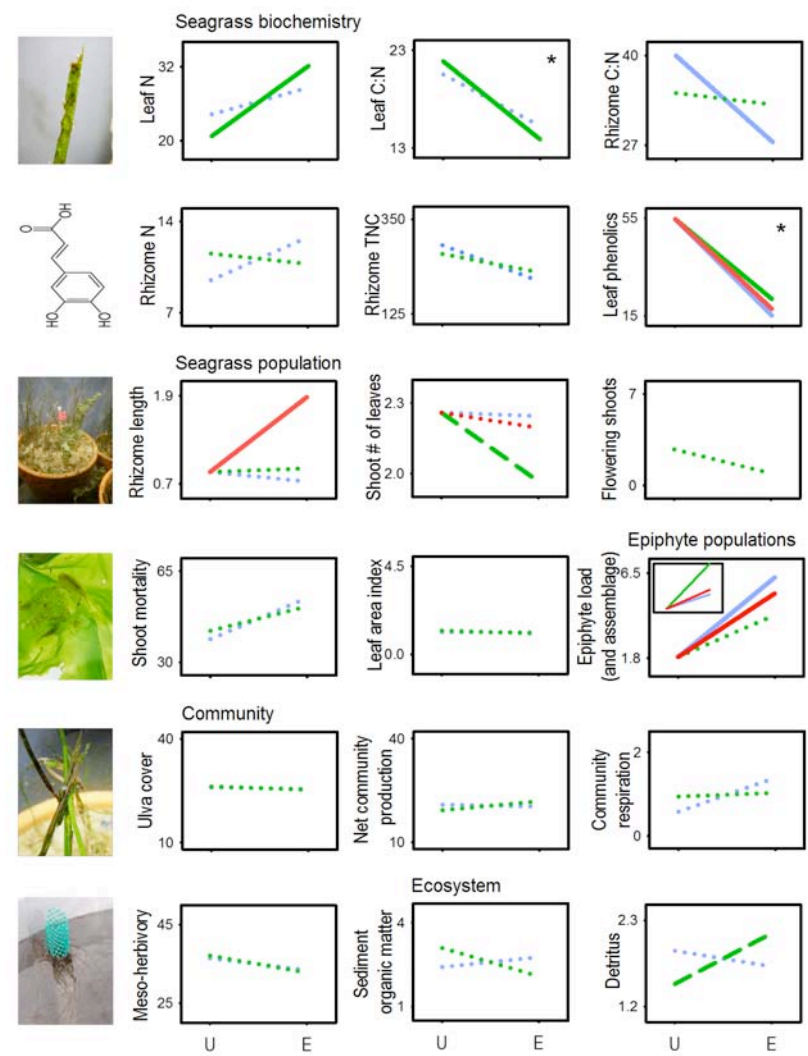 Seagrass biochemistry
Leaf N
32
20
Leaf C:N
23
13
*
Rhizome C:N
40
27
OH
O
OH
OH
Rhizome N
14
7
Rhizome TNC
350
125
Leaf phenolics
55
15
*
Seagrass population
Rhizome length
1.9
0.7
Shoot # of leaves
2.3
2.0
Flowering shoots
7
0
Shoot mortality
65
30
Leaf area index
4.5
0.0
Epiphyte populations
Epiphyte load
(and assemblage)
6.5
1.8
Community
Ulva cover
40
10
Net community
production
40
10
Community
respiration
2
0
Meso-herbivory
45
25
Ecosystem
Sediment
organic matter
4
1
Detritus
2.3
1.2
U E
U E
U E